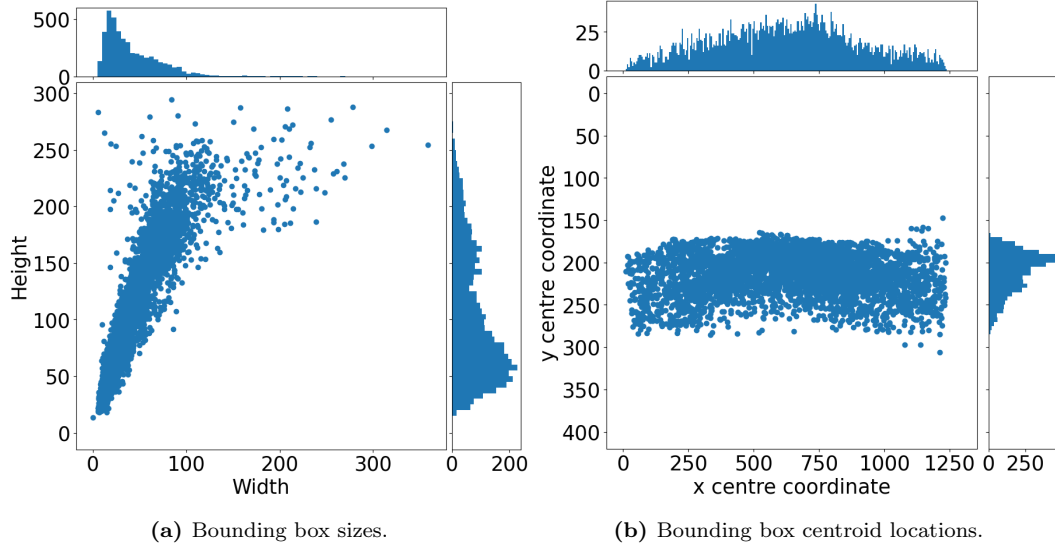 500
0
300
250
200
150
100
50
0
Height
0 100 200 300
Width
0 200
(a) Bounding box sizes.
25
0
0
50
100
150
200
250
300
350
400
y centre coordinate
0 250 500 750 1000 1250
x centre coordinate
0 250
(b) Bounding box centroid locations.